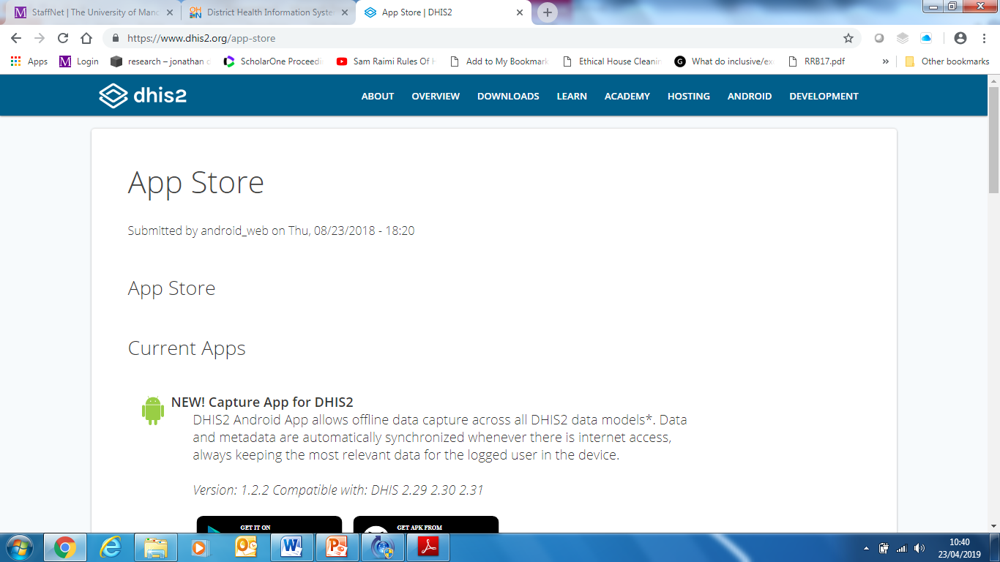 StaffNet | The University of Manc
District Health Information Syste
App Store | DHIS2
https://www.dhis2.org/app-store
Apps
Login
research – jonathan c
ScholarOne Proceedi
Sam Raimi Rules Of H
Add to My Bookmark
Ethical House Cleanin
What do inclusive/ex
RRB17.pdf
»
Other bookmarks
dhis2
ABOUT
OVERVIEW
DOWNLOADS
LEARN
ACADEMY
HOSTING
ANDROID
DEVELOPMENT
App Store
Submitted by android_web on Thu, 08/23/2018 - 18:20
App Store
Current Apps
NEW! Capture App for DHIS2
DHIS2 Android App allows offline data capture across all DHIS2 data models*. Data
and metadata are automatically synchronized whenever there is internet access,
always keeping the most relevant data for the logged user in the device.
Version: 1.2.2 Compatible with: DHIS 2.29 2.30 2.31
GET IT ON
GET APK FROM
10:40
23/04/2019